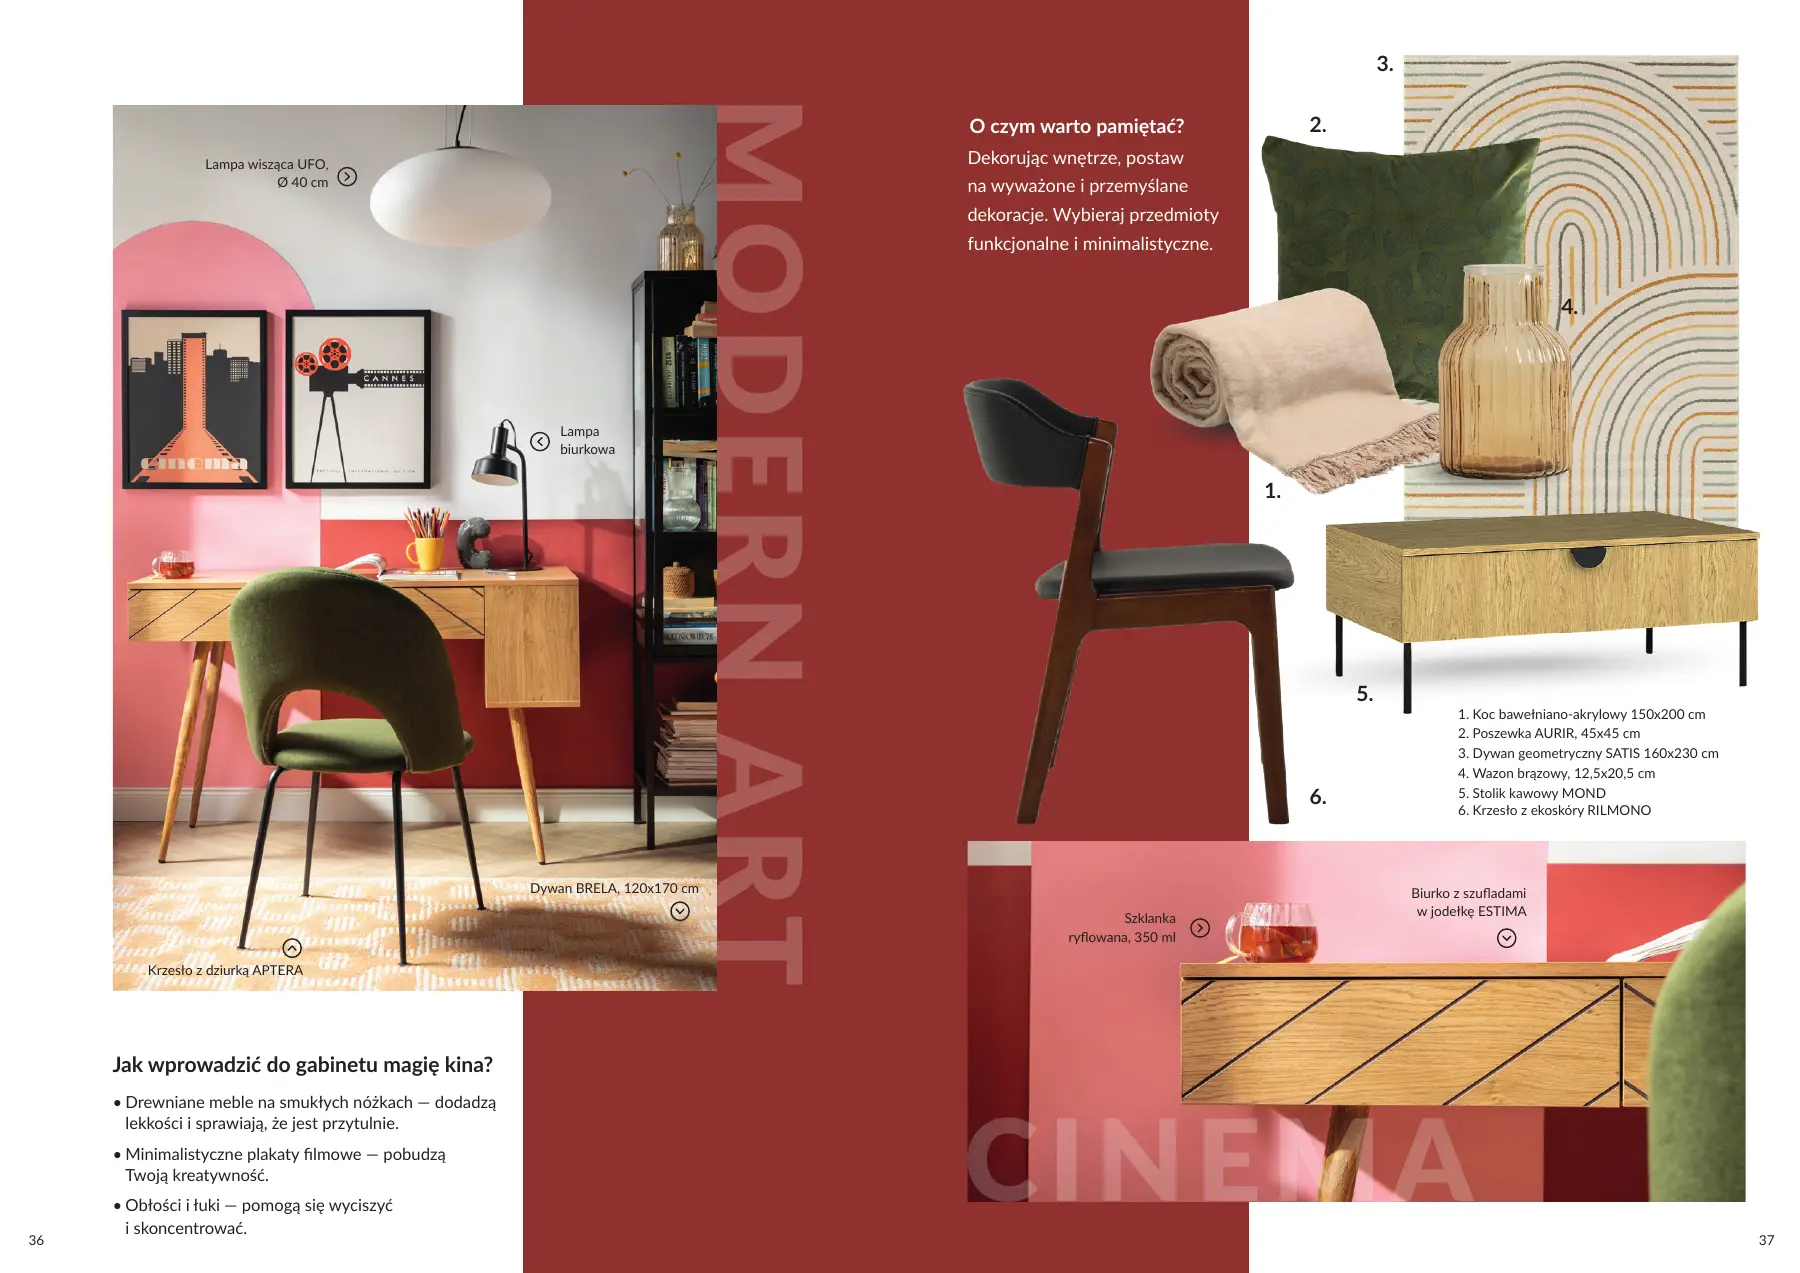 Lampa wisząca UFO,
Ø 40 cm
CANNES
cinema
Lampa
biurkowa
Dywan BRELA, 120x170 cm
Krzesło z dziurką APTERA
MODERN ART
Jak wprowadzić do gabinetu magię kina?
• Drewniane meble na smukłych nóżkach — dodadzą
lekkości i sprawiają, że jest przytulnie.
• Minimalistyczne plakaty filmowe — pobudzą
Twoją kreatywność.
• Obłości i łuki — pomogą się wyciszyć
i skoncentrować.
36
O czym warto pamiętać?
Dekorując wnętrze, postaw
na wyważone i przemyślane
dekoracje. Wybieraj przedmioty
funkcjonalne i minimalistyczne.
3.
2.
4.
1.
5.
6.
1. Koc bawełniano-akrylowy 150x200 cm
2. Poszewka AURIR, 45x45 cm
3. Dywan geometryczny SATIS 160x230 cm
4. Wazon brązowy, 12,5x20,5 cm
5. Stolik kawowy MOND
6. Krzesło z ekoskóry RILMONO
Szklanka
ryflowana, 350 ml
Biurko z szufladami
w jodełkę ESTIMA
CINEMA
37